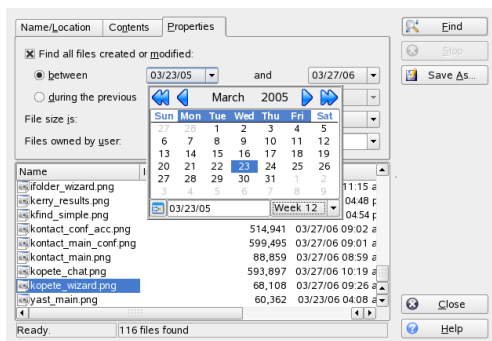 Name/Location Contents Properties
Find all files created or modified:
between 03/23/05 and 03/27/06
during the previous
File size is:
Files owned by user:
March 2005
Sun Mon Tue Wed Thu Fri Sat
27 28 1 2 3 4 5
6 7 8 9 10 11 12
13 14 15 16 17 18 19
20 21 22 23 24 25 26
27 28 29 30 31 1 2
3 4 5 6 7 8 9
03/23/05 Week 12
Name
ifolder_wizard.png 11:15 a
kerry_results.png 04:48 p
kfind_simple.png 04:54 p
kontact_conf_acc.png 514,941 03/27/06 09:02 a
kontact_main_conf.png 599,495 03/27/06 09:01 a
kontact_main.png 88,859 03/27/06 08:59 a
kopete_chat.png 593,897 03/27/06 10:19 a
kopete_wizard.png 68,108 03/27/06 09:26 a
yast_main.png 60,362 03/23/06 04:08 a
Ready. 116 files found
Find
Stop
Save As...
Close
Help